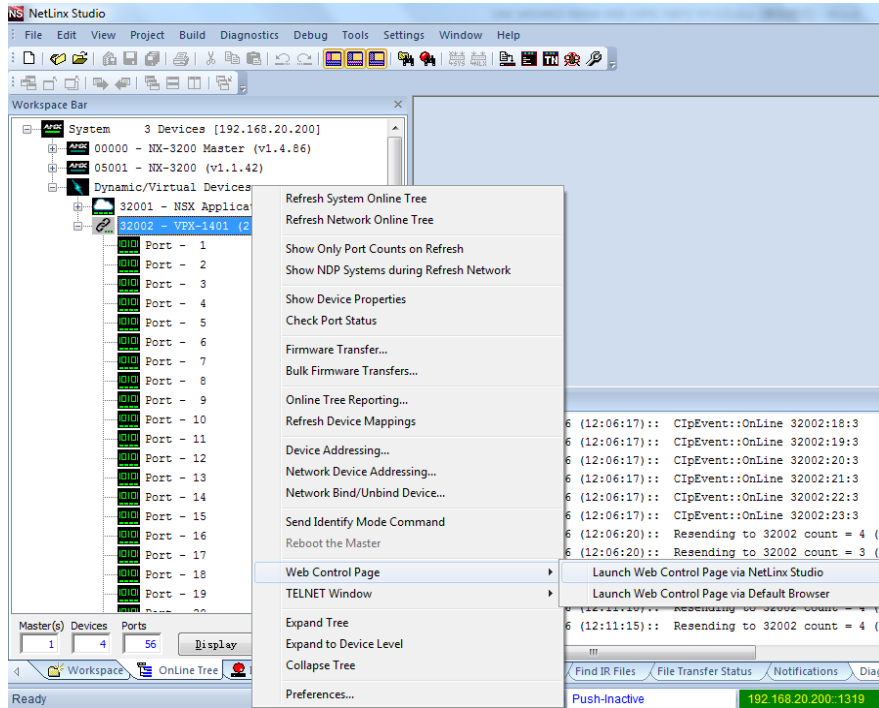 NS NetLinx Studio
File Edit View Project Build Diagnostics Debug Tools Settings Window Help
Workspace Bar
System 3 Devices [192.168.20.200]
00000 - NX-3200 Master (v1.4.86)
05001 - NX-3200 (v1.1.42)
Dynamic/Virtual Devices
32001 - NSX Applica
32002 - VPX-1401 (2
Port - 1
Port - 2
Port - 3
Port - 4
Port - 5
Port - 6
Port - 7
Port - 8
Port - 9
Port - 10
Port - 11
Port - 12
Port - 13
Port - 14
Port - 15
Port - 16
Port - 17
Port - 18
Port - 19
Master(s) Devices Ports
1 4 56 Display
Workspace OnLine Tree
Ready
Refresh System Online Tree
Refresh Network Online Tree
Show Only Port Counts on Refresh
Show NDP Systems during Refresh Network
Show Device Properties
Check Port Status
Firmware Transfer...
Bulk Firmware Transfers...
Online Tree Reporting...
Refresh Device Mappings
Device Addressing...
Network Device Addressing...
Network Bind/Unbind Device...
Send Identify Mode Command
Reboot the Master
Web Control Page
TELNET Window
Expand Tree
Expand to Device Level
Collapse Tree
Preferences...
Launch Web Control Page via NetLinx Studio
Launch Web Control Page via Default Browser
6 (12:06:17):: CIpEvent::OnLine 32002:18:3
6 (12:06:17):: CIpEvent::OnLine 32002:19:3
6 (12:06:17):: CIpEvent::OnLine 32002:20:3
6 (12:06:17):: CIpEvent::OnLine 32002:21:3
6 (12:06:17):: CIpEvent::OnLine 32002:22:3
6 (12:06:17):: CIpEvent::OnLine 32002:23:3
6 (12:06:20):: Resending to 32002 count = 4 (
6 (12:06:20):: Resending to 32002 count = 3 (
6 (12:11:15):: Resending to 32002 count = 4 (
Find IR Files File Transfer Status Notifications Diag
Push-Inactive 192.168.20.200::1319